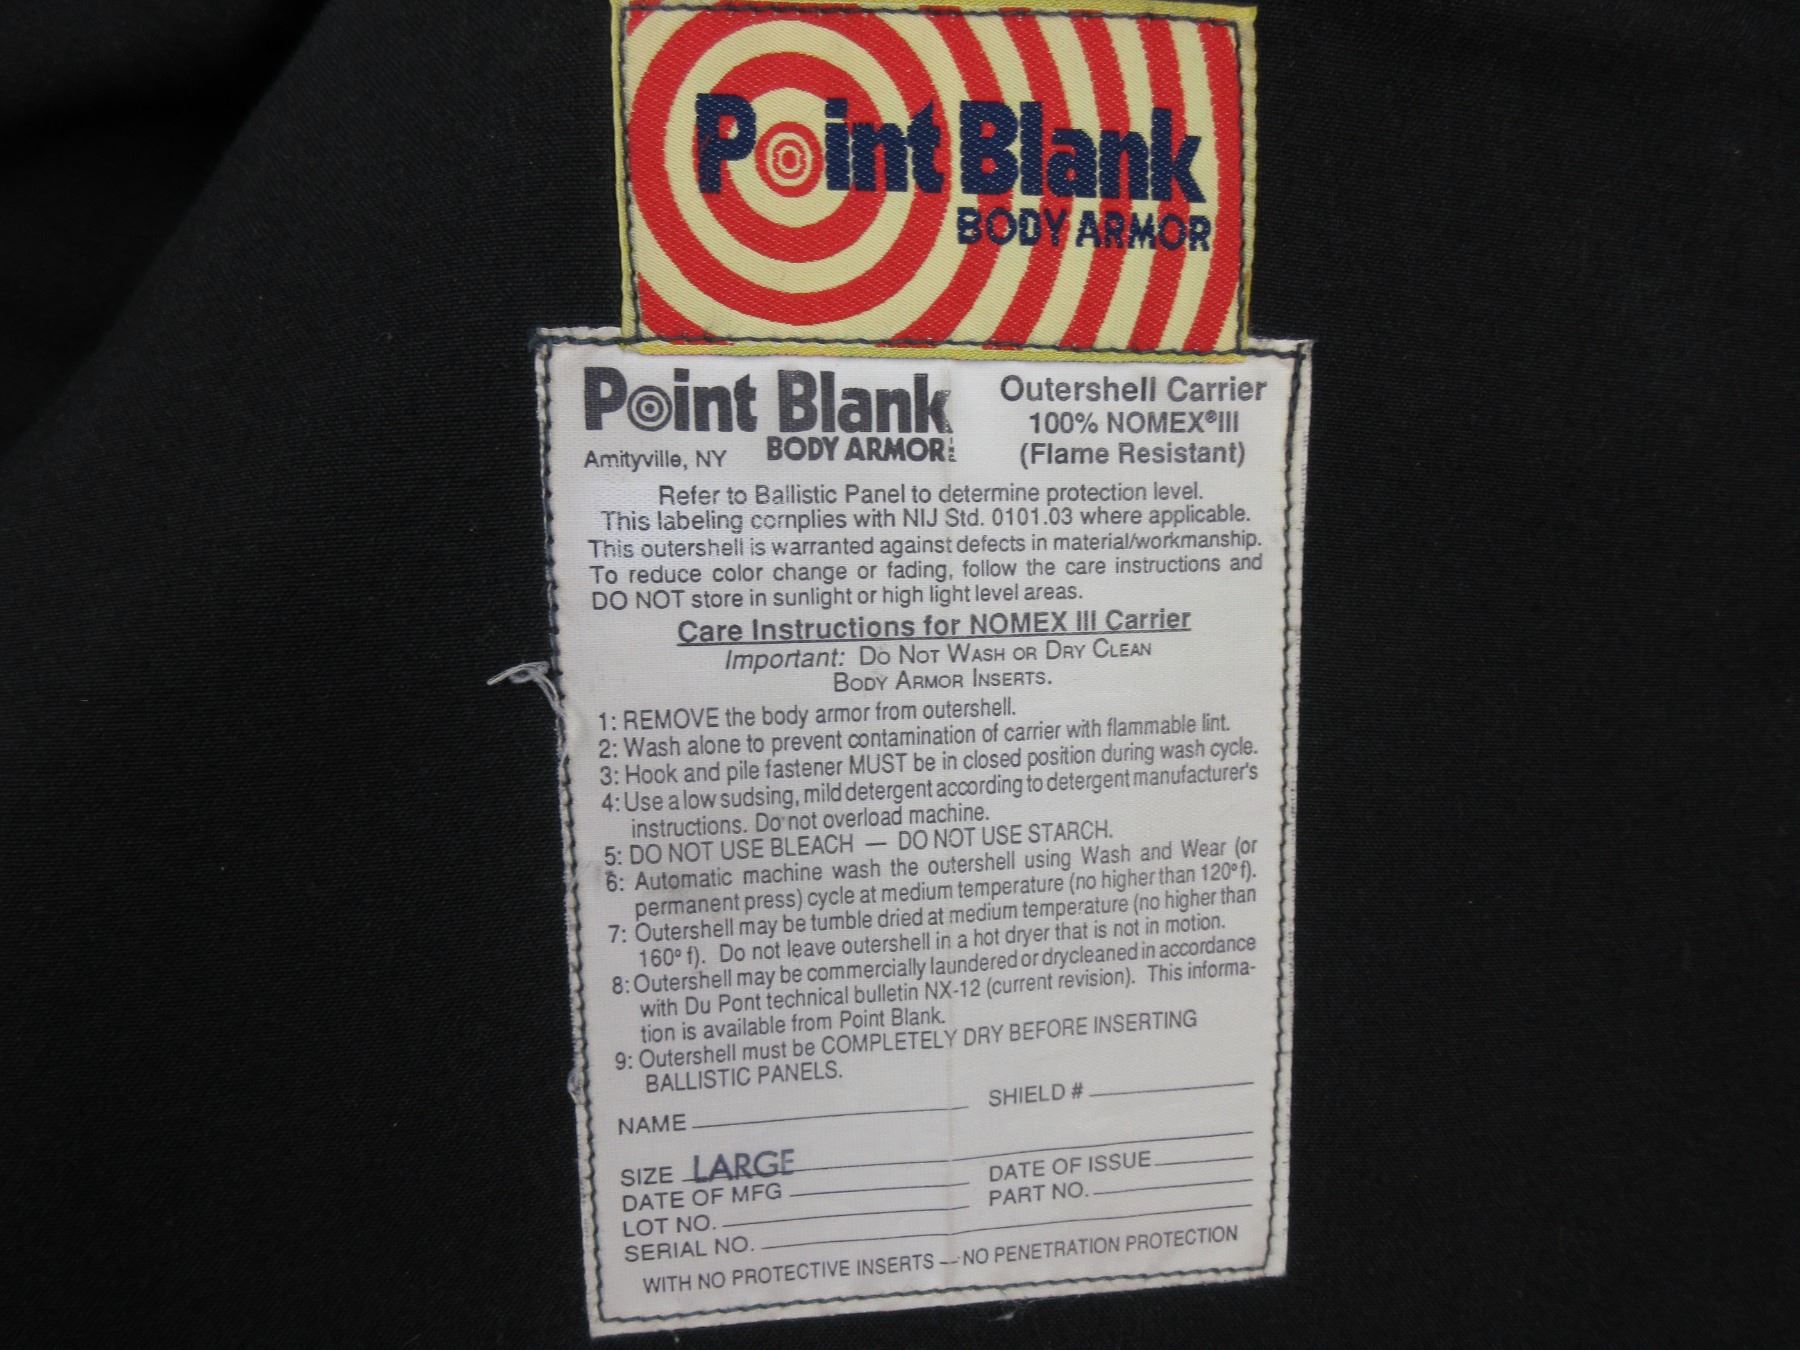 Point Blank
BODY ARMOR
Point Blank
BODY ARMOR
Amityville, NY
Outershell Carrier
100% NOMEX®III
(Flame Resistant)
Refer to Ballistic Panel to determine protection level.
This labeling complies with NIJ Std. 0101.03 where applicable.
This outershell is warranted against defects in material/workmanship.
To reduce color change or fading, follow the care instructions and
DO NOT store in sunlight or high light level areas.
Care Instructions for NOMEX III Carrier
Important: DO NOT WASH OR DRY CLEAN
BODY ARMOR INSERTS.
1: REMOVE the body armor from outershell.
2: Wash alone to prevent contamination of carrier with flammable lint.
3: Hook and pile fastener MUST be in closed position during wash cycle.
4: Use a low sudsing, mild detergent according to detergent manufacturer's
instructions. Do not overload machine.
5: DO NOT USE BLEACH — DO NOT USE STARCH.
6: Automatic machine wash the outershell using Wash and Wear (or
permanent press) cycle at medium temperature (no higher than 120° f).
7: Outershell may be tumble dried at medium temperature (no higher than
160° f). Do not leave outershell in a hot dryer that is not in motion.
8: Outershell may be commercially laundered or drycleaned in accordance
with Du Pont technical bulletin NX-12 (current revision). This informa-
tion is available from Point Blank.
9: Outershell must be COMPLETELY DRY BEFORE INSERTING
BALLISTIC PANELS.
NAME SHIELD #
SIZE LARGE
DATE OF MFG DATE OF ISSUE
LOT NO. PART NO.
SERIAL NO.
WITH NO PROTECTIVE INSERTS — NO PENETRATION PROTECTION